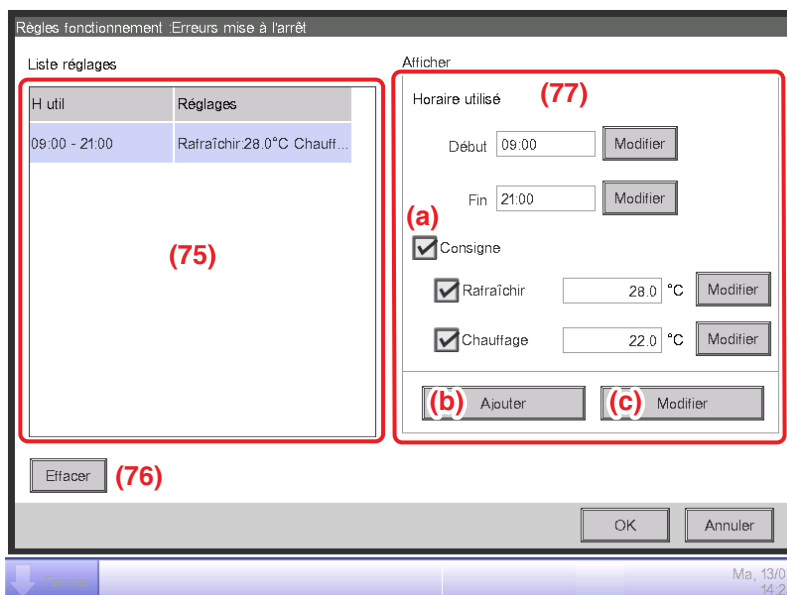 Règles fonctionnement :Erreurs mise à l'arrêt
Liste réglages
H util Réglages
09:00 - 21:00 Rafraîchir:28.0°C Chauff...
(75)
Effacer (76)
Afficher
Horaire utilisé (77)
Début 09:00 Modifier
Fin 21:00 Modifier
(a)
Consigne
Rafraîchir 28.0 °C Modifier
Chauffage 22.0 °C Modifier
(b) Ajouter (c) Modifier
OK Annuler
Fermer
Ma, 13/0
14:2